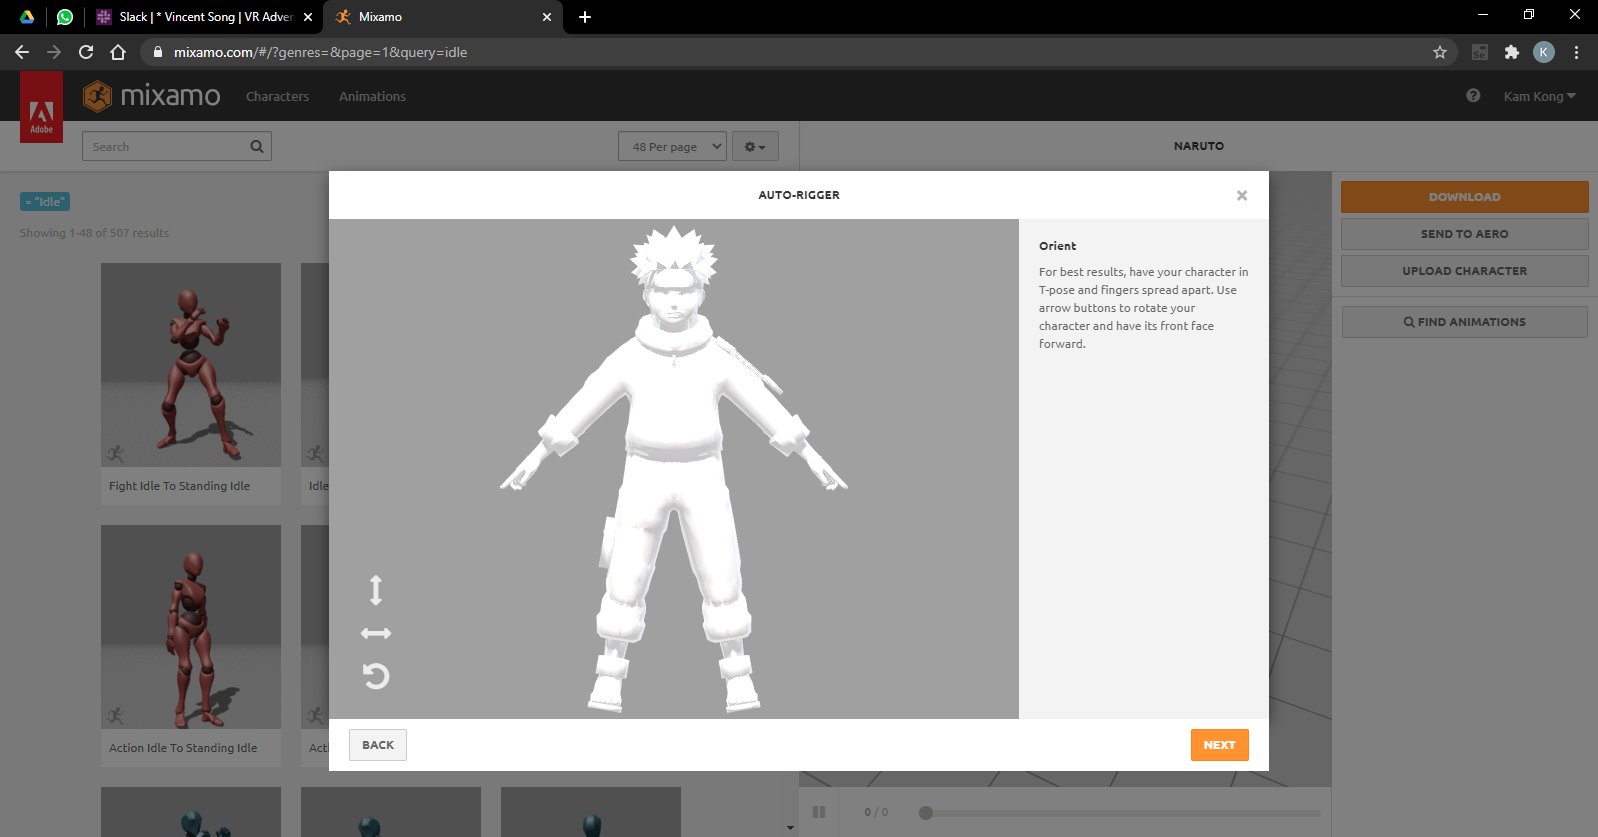 Slack | * Vincent Song | VR Adver
Mixamo
mixamo.com/#/?genres=&page=1&query=idle
Se
K
Adobe
mixamo
Characters
Animations
Kam Kong
Search
48 Per page
NARUTO
× "Idle"
Showing 1-48 of 507 results
Fight Idle To Standing Idle
Idle
Action Idle To Standing Idle
Acti
AUTO-RIGGER
Orient
For best results, have your character in
T-pose and fingers spread apart. Use
arrow buttons to rotate your
character and have its front face
forward.
BACK
NEXT
DOWNLOAD
SEND TO AERO
UPLOAD CHARACTER
FIND ANIMATIONS
0 / 0